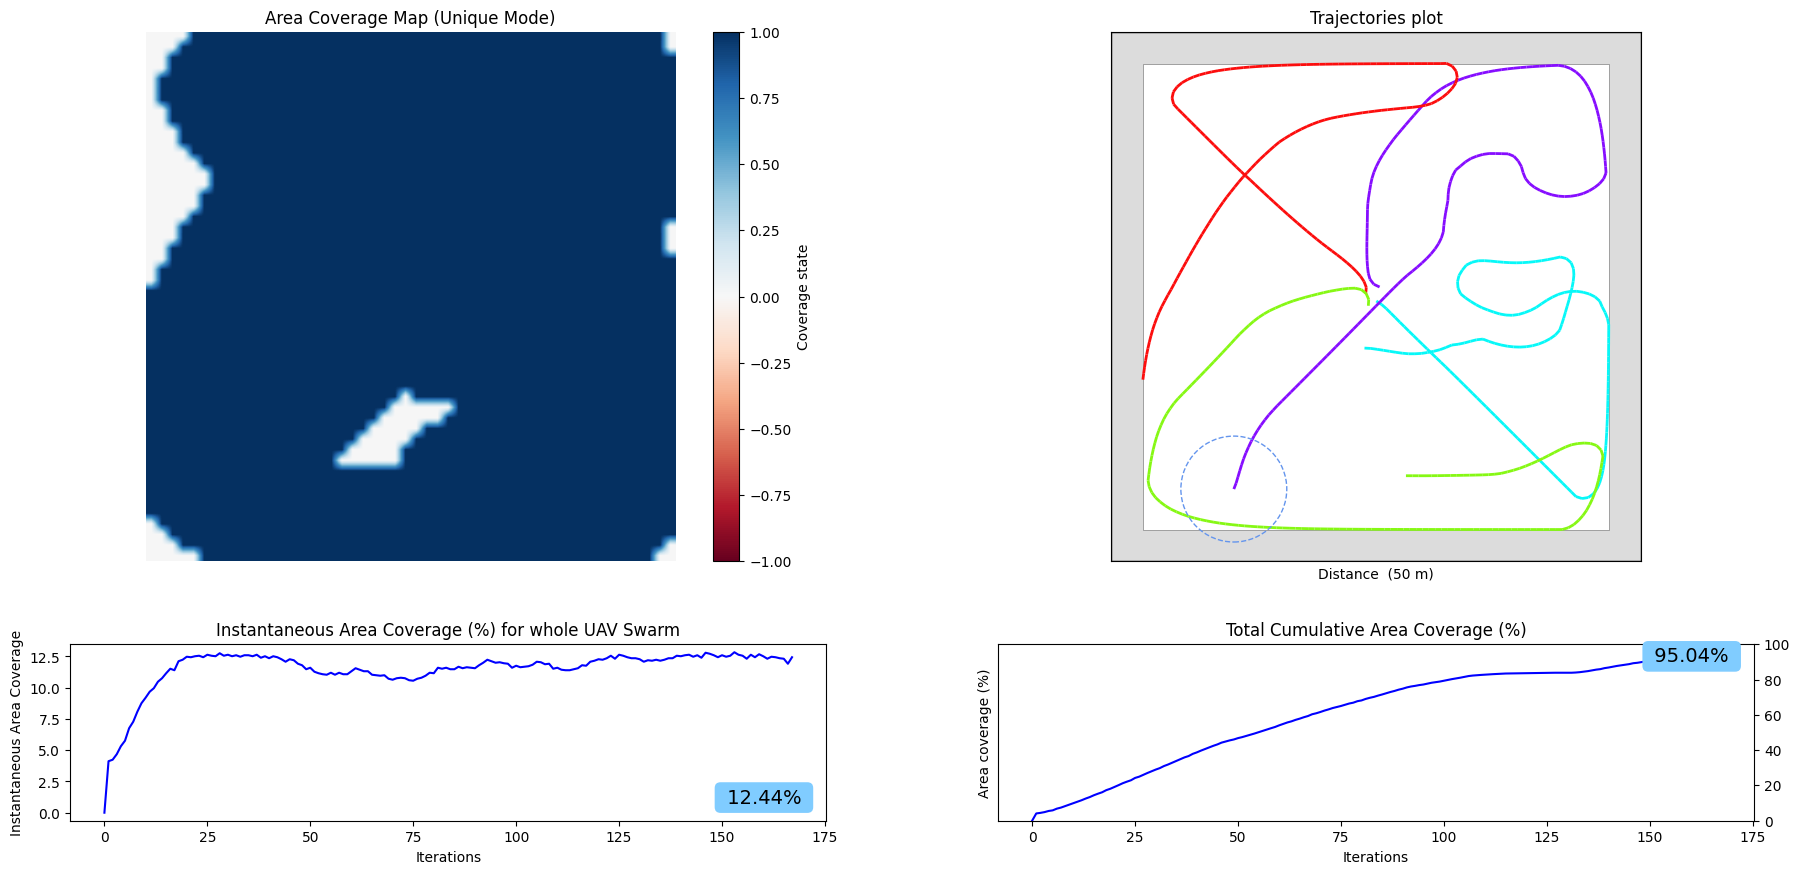 Area Coverage Map (Unique Mode)
1.00
0.75
0.50
0.25
0.00
−0.25
−0.50
−0.75
−1.00
Coverage state
Trajectories plot
Distance  (50 m)
Instantaneous Area Coverage (%) for whole UAV Swarm
Instantaneous Area Coverage
12.5
10.0
7.5
5.0
2.5
0.0
12.44%
0 25 50 75 100 125 150 175
Iterations
Total Cumulative Area Coverage (%)
Area coverage (%)
95.04%
100
80
60
40
20
0
0 25 50 75 100 125 150 175
Iterations